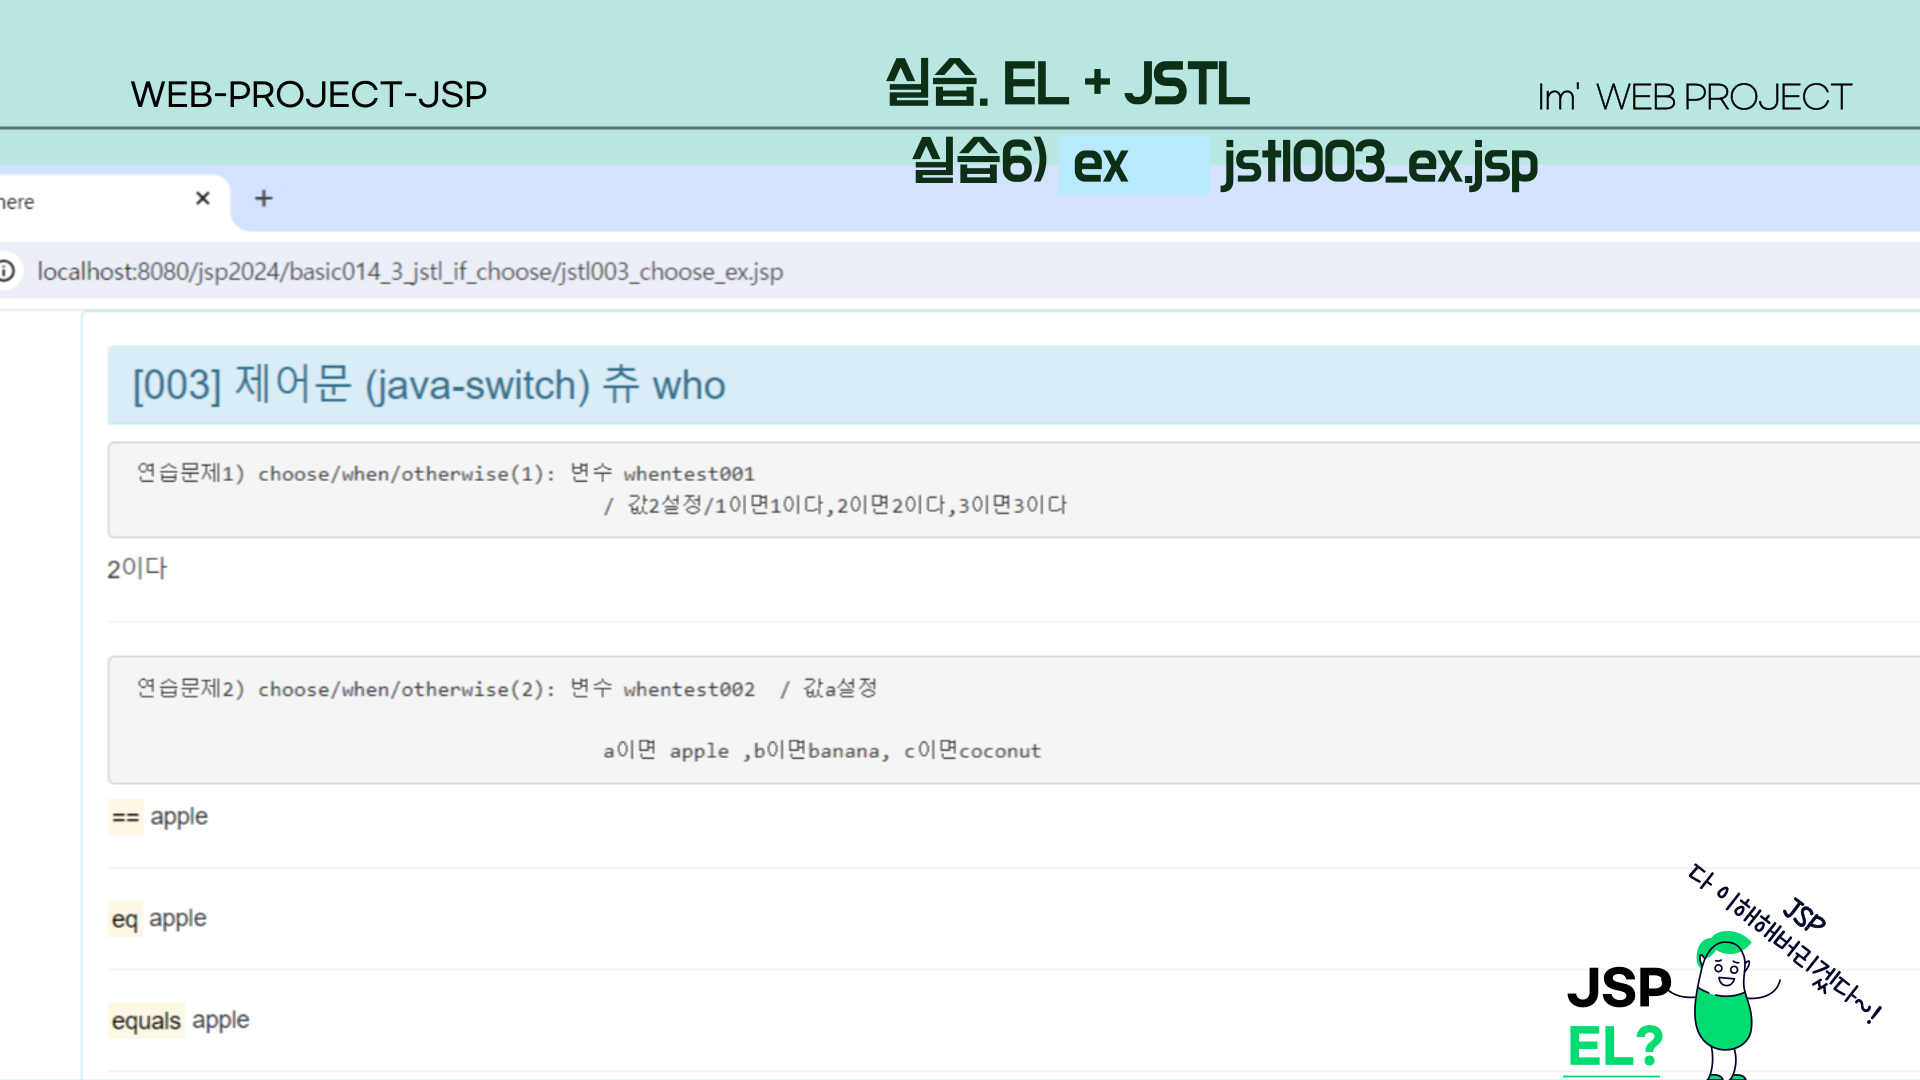 WEB-PROJECT-JSP
실습. EL + JSTL
Im' WEB PROJECT
실습6) ex jstl003_ex.jsp
here
localhost:8080/jsp2024/basic014_3_jstl_if_choose/jstl003_choose_ex.jsp
[003] 제어문 (java-switch) 츄 who
연습문제1) choose/when/otherwise(1): 변수 whentest001
/ 값2설정/1이면1이다,2이면2이다,3이면3이다
2이다
연습문제2) choose/when/otherwise(2): 변수 whentest002 / 값a설정
a이면 apple ,b이면banana, c이면coconut
== apple
eq apple
equals apple
JSP
다 이해해버리겠다~!
JSP
EL?